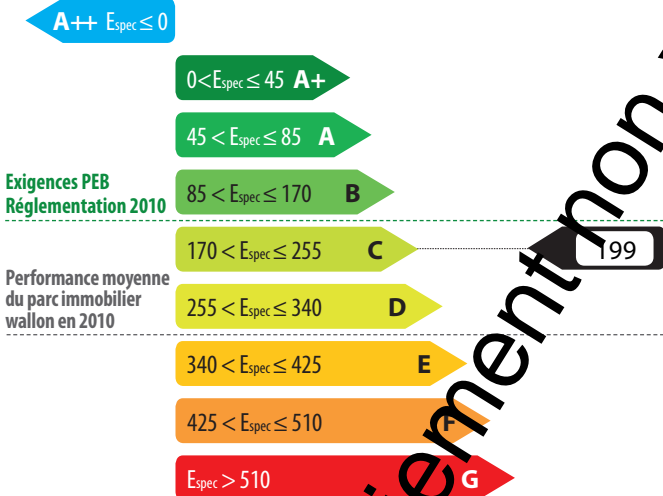 A++ Espec ≤ 0
0<Espec ≤ 45 A+
45 < Espec ≤ 85 A
Exigences PEB
Réglementation 2010
85 < Espec ≤ 170 B
170 < Espec ≤ 255 C
199
Performance moyenne
du parc immobilier
wallon en 2010
255 < Espec ≤ 340 D
340 < Espec ≤ 425 E
425 < Espec ≤ 510 F
Espec > 510 G
non